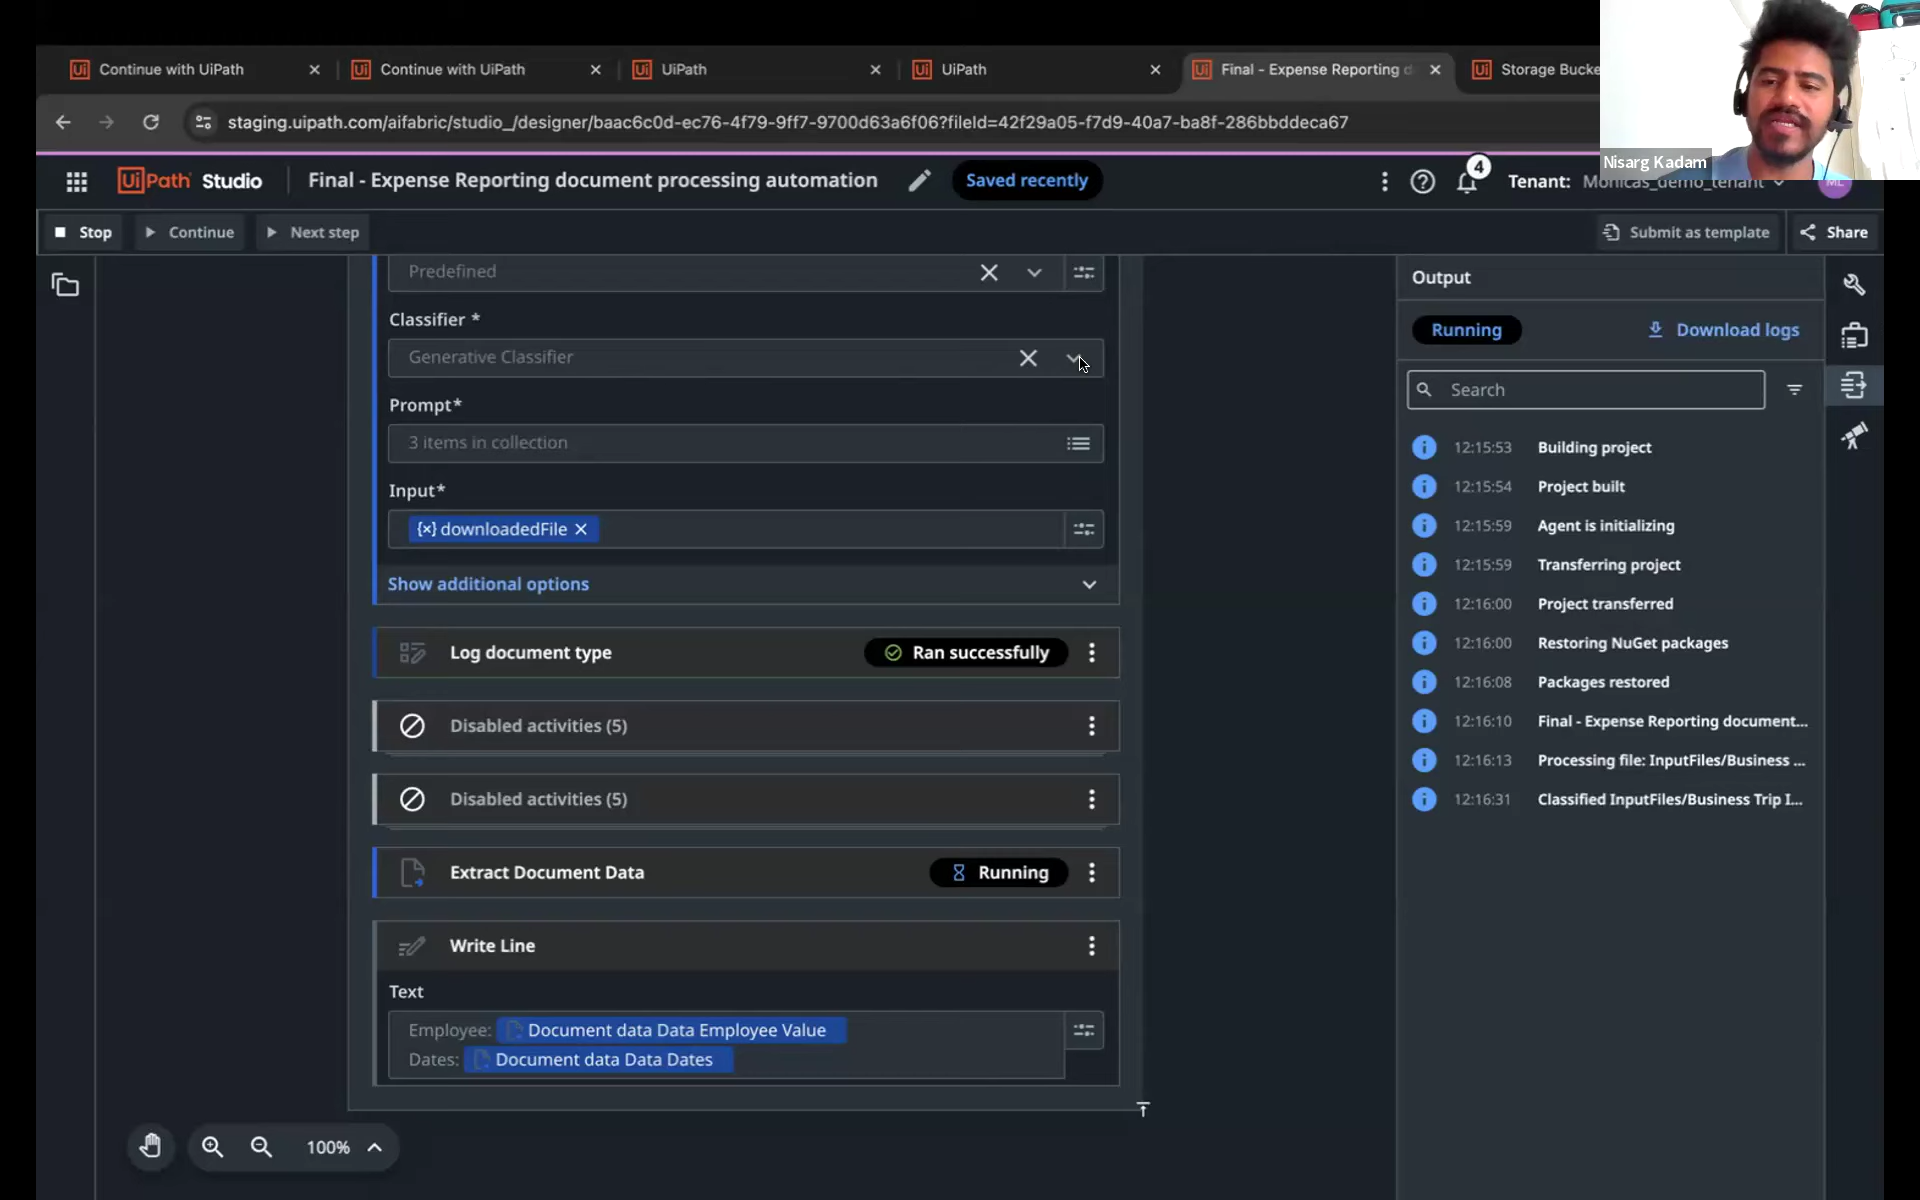 Continue with UiPath
Continue with UiPath
UiPath
UiPath
Final - Expense Reporting d
Storage Bucke
staging.uipath.com/aifabric/studio_/designer/baac6c0d-ec76-4f79-9ff7-9700d63a6f06?fileId=42f29a05-f7d9-40a7-ba8f-286bbddeca67
Nisarg Kadam
UiPath Studio
Final - Expense Reporting document processing automation
Saved recently
4
Tenant: Monicas_demo_tenant
ML
Stop
Continue
Next step
Submit as template
Share
Predefined
Classifier *
Generative Classifier
Prompt*
3 items in collection
Input*
{×} downloadedFile
Show additional options
Log document type
Ran successfully
Disabled activities (5)
Disabled activities (5)
Extract Document Data
Running
Write Line
Text
Employee: Document data Data Employee Value
Dates: Document data Data Dates
100%
Output
Running
Download logs
Search
12:15:53 Building project
12:15:54 Project built
12:15:59 Agent is initializing
12:15:59 Transferring project
12:16:00 Project transferred
12:16:00 Restoring NuGet packages
12:16:08 Packages restored
12:16:10 Final - Expense Reporting document...
12:16:13 Processing file: InputFiles/Business ...
12:16:31 Classified InputFiles/Business Trip I...